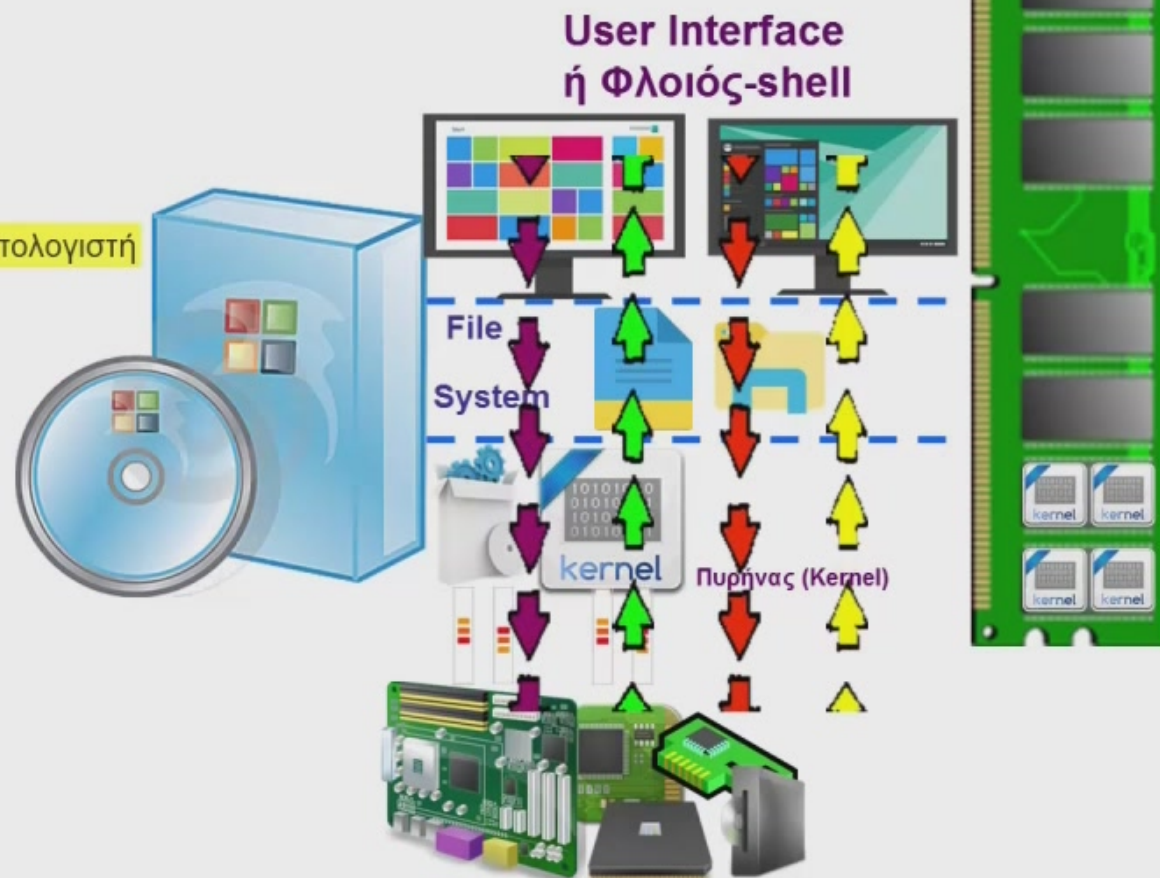 User Interface
ή Φλοιός-shell
τολογιστή
File
System
kernel
Πυρήνας (Kernel)
kernel
kernel
kernel
kernel